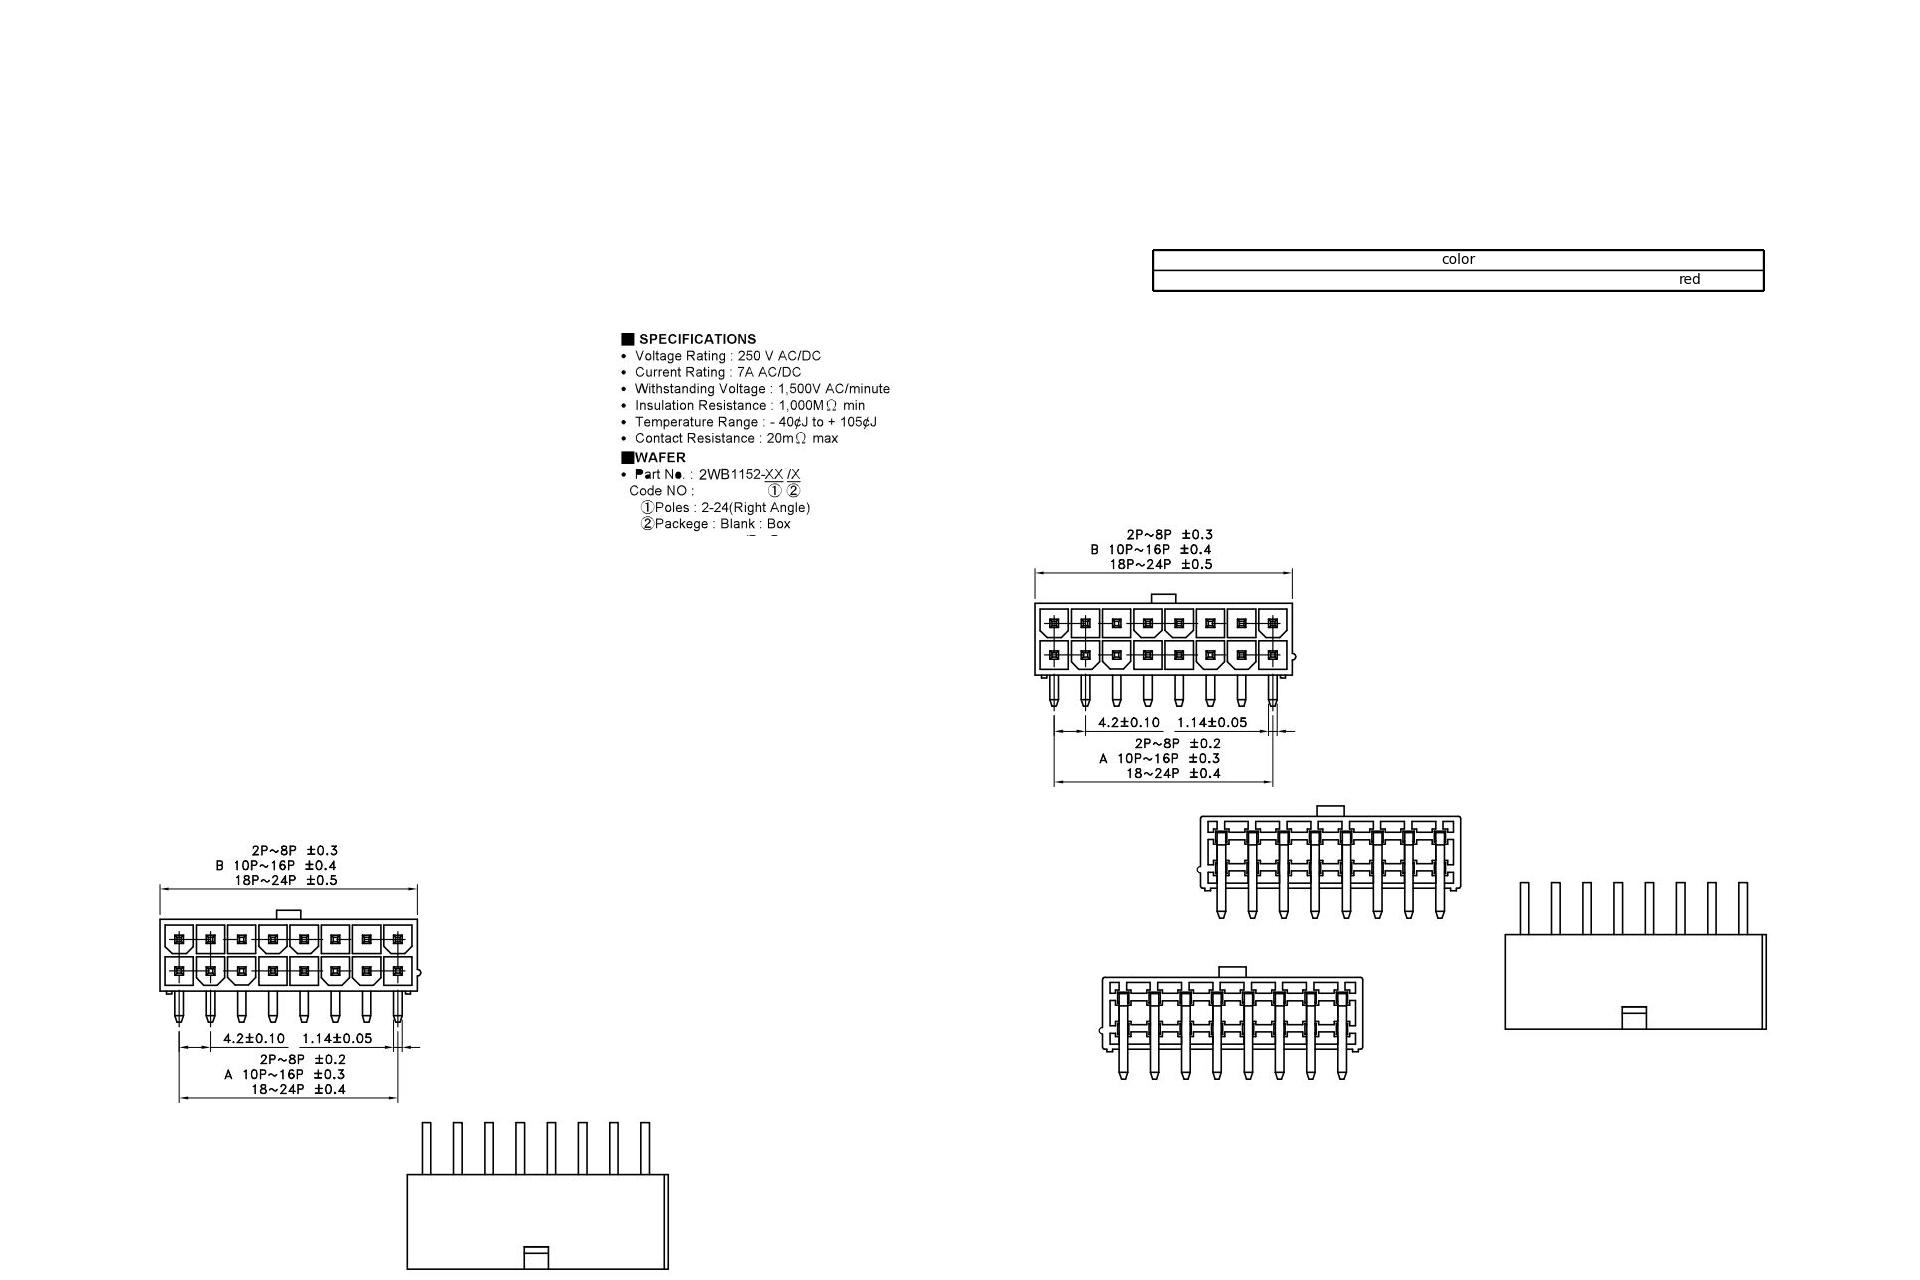 color
red
■ SPECIFICATIONS
• Voltage Rating : 250 V AC/DC
• Current Rating : 7A AC/DC
• Withstanding Voltage : 1,500V AC/minute
• Insulation Resistance : 1,000MΩ min
• Temperature Range : - 40¢J to + 105¢J
• Contact Resistance : 20mΩ max
■WAFER
• Part No. : 2WB1152-XX /X
Code NO : ① ②
①Poles : 2-24(Right Angle)
②Packege : Blank : Box
2P~8P ±0.3
B 10P~16P ±0.4
18P~24P ±0.5
4.2±0.10 1.14±0.05
2P~8P ±0.2
A 10P~16P ±0.3
18~24P ±0.4
2P~8P ±0.3
B 10P~16P ±0.4
18P~24P ±0.5
4.2±0.10 1.14±0.05
2P~8P ±0.2
A 10P~16P ±0.3
18~24P ±0.4